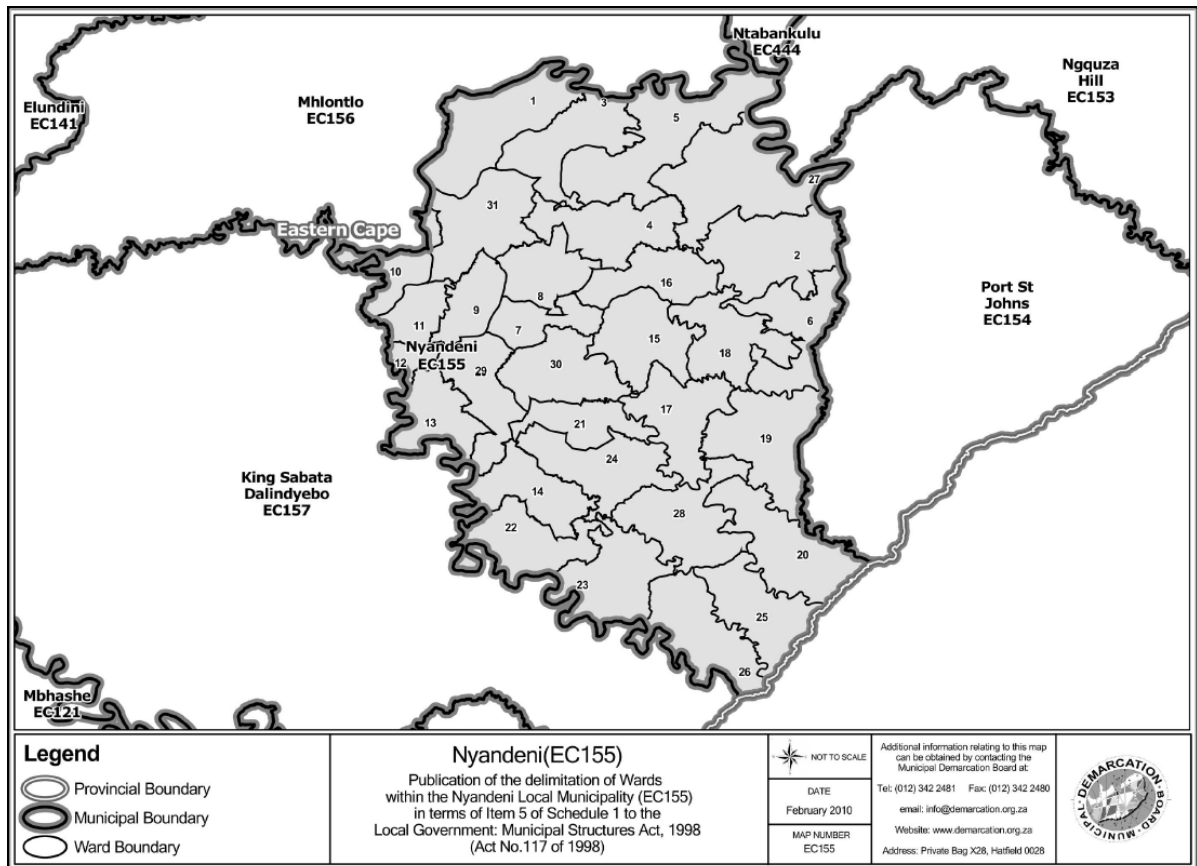 Ntabankulu
EC444
Ngquza
Hill
EC153
Elundini
EC141
Mhlontlo
EC156
1
3
5
27
31
4
Eastern Cape
2
10
16
8
9
Port St
Johns
EC154
11
7
6
15
18
Nyandeni
EC155
12
30
29
17
13
21
19
24
King Sabata
Dalindyebo
EC157
14
28
22
20
23
25
26
Mbhashe
EC121
Legend
Provincial Boundary
Municipal Boundary
Ward Boundary
Nyandeni(EC155)
Publication of the delimitation of Wards
within the Nyandeni Local Municipality (EC155)
in terms of Item 5 of Schedule 1 to the
Local Government: Municipal Structures Act, 1998
(Act No.117 of 1998)
NOT TO SCALE
DATE
February 2010
MAP NUMBER
EC155
Additional information relating to this map
can be obtained by contacting the
Municipal Demarcation Board at:
Tel: (012) 342 2481 Fax: (012) 342 2480
email: info@demarcation.org.za
Website: www.demarcation.org.za
Address: Private Bag X28, Hatfield 0028
DEMARCATION BOARD MUNICIPAL